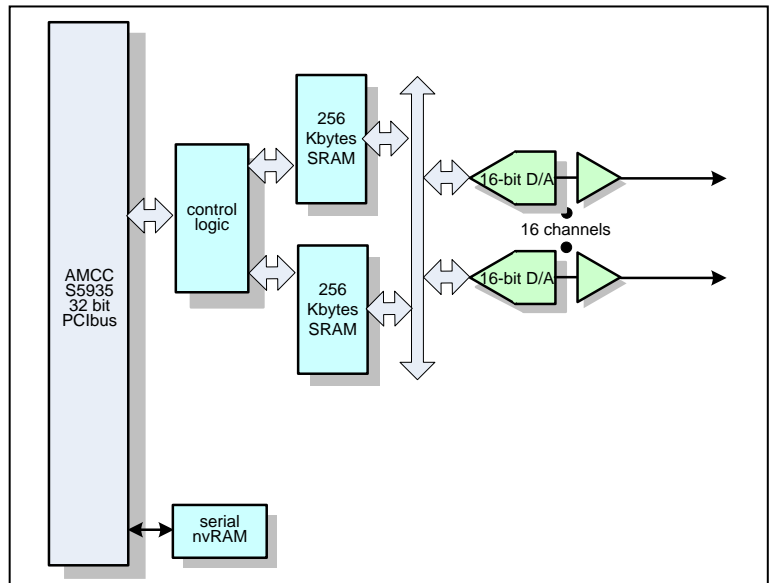 256
Kbytes
SRAM
16-bit D/A
control
logic
16 channels
AMCC
S5935
32 bit
PCIbus
256
Kbytes
SRAM
16-bit D/A
serial
nvRAM